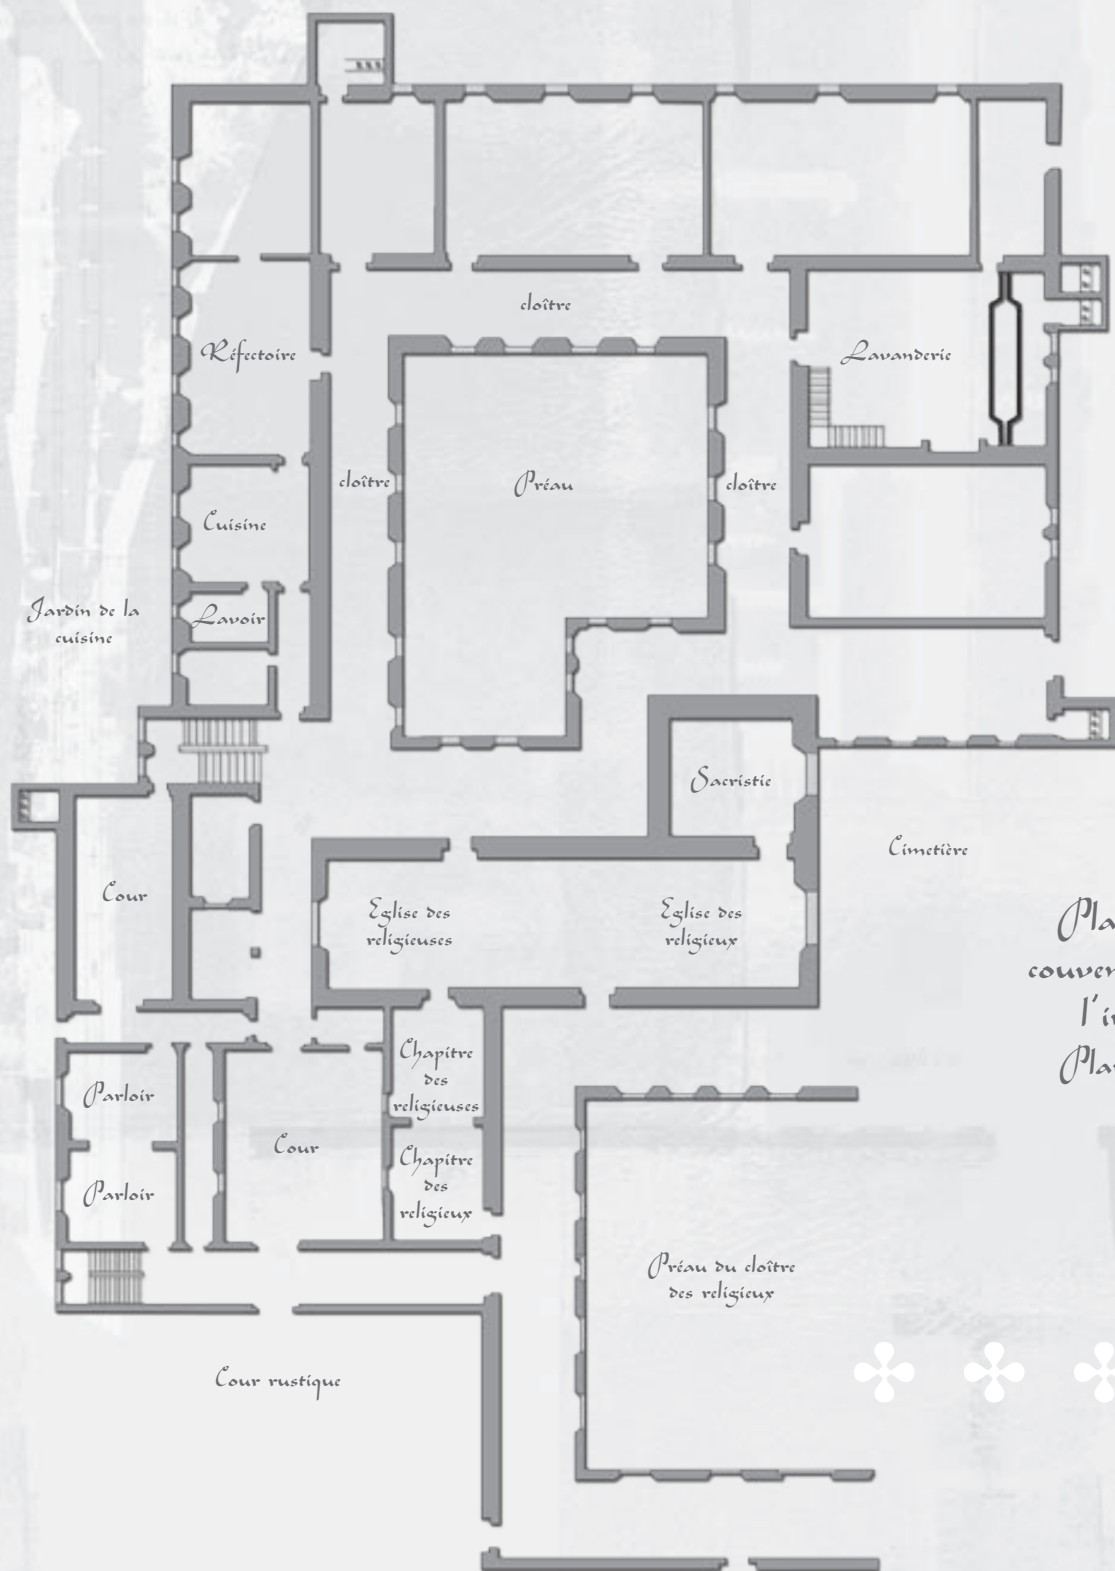 cloître
Réfectoire
Lavanderie
cloître
Préau
cloître
Cuisine
Jardin de la
cuisine
Lavoir
Sacristie
Cimetière
Cour
Eglise des
religieuses
Eglise des
religieux
Chapitre
des
religieuses
Parloir
Cour
Chapitre
des
religieux
Parloir
Préau du cloître
des religieux
Cour rustique